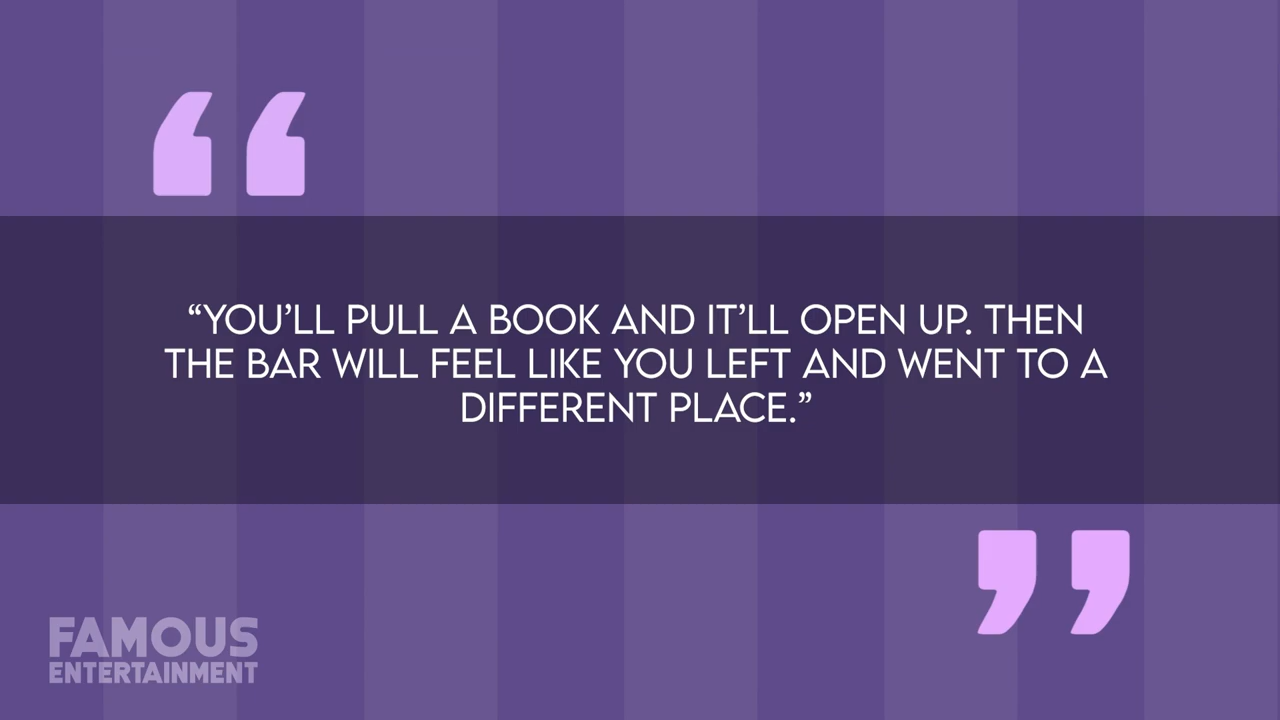 “YOU’LL PULL A BOOK AND IT’LL OPEN UP. THEN
THE BAR WILL FEEL LIKE YOU LEFT AND WENT TO A
DIFFERENT PLACE.”
FAMOUS
ENTERTAINMENT